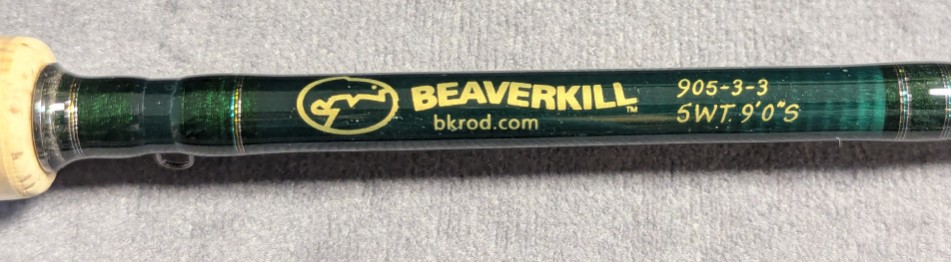 BEAVERKILL™
bkrod.com
905-3-3
5WT. 9'0"S